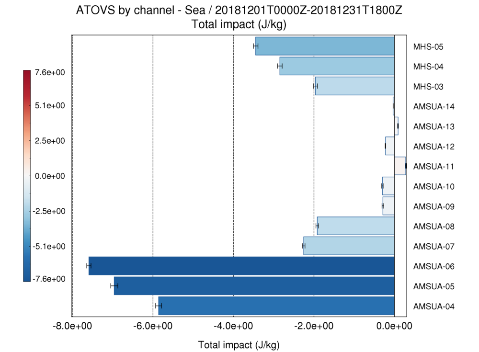 ATOVS by channel - Sea / 20181201T0000Z-20181231T1800Z
Total impact (J/kg)
7.6e+00
5.1e+00
2.5e+00
0.0e+00
-2.5e+00
-5.1e+00
-7.6e+00
MHS-05
MHS-04
MHS-03
AMSUA-14
AMSUA-13
AMSUA-12
AMSUA-11
AMSUA-10
AMSUA-09
AMSUA-08
AMSUA-07
AMSUA-06
AMSUA-05
AMSUA-04
-8.0e+00 -6.0e+00 -4.0e+00 -2.0e+00 0.0e+00
Total impact (J/kg)